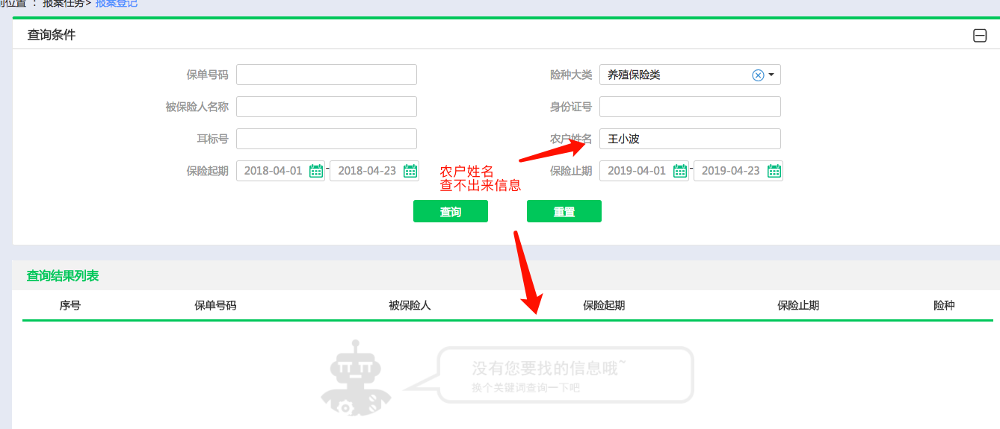 前位置 ： 报案任务> 报案登记
查询条件
保单号码
险种大类 养殖保险类
被保险人名称
身份证号
耳标号
农户姓名 王小波
保险起期 2018-04-01 - 2018-04-23
保险止期 2019-04-01 - 2019-04-23
农户姓名
查不出来信息
查询 重置
查询结果列表
序号 保单号码 被保险人 保险起期 保险止期 险种
没有您要找的信息哦~
换个关键词查询一下吧